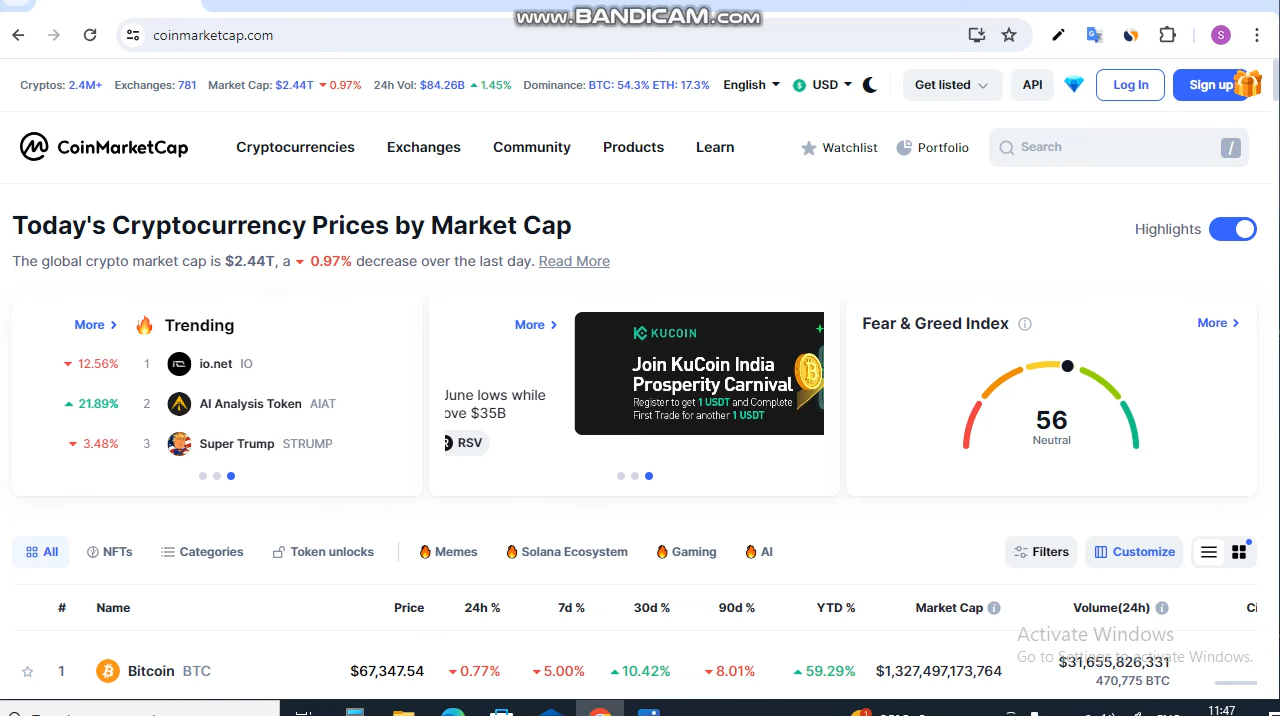 www.BANDICAM.com
coinmarketcap.com
S
Cryptos: 2.4M+ Exchanges: 781 Market Cap: $2.44T 0.97% 24h Vol: $84.26B 1.45% Dominance: BTC: 54.3% ETH: 17.3% English USD Get listed API Log In Sign up
CoinMarketCap Cryptocurrencies Exchanges Community Products Learn Watchlist Portfolio Search /
Today's Cryptocurrency Prices by Market Cap
Highlights
The global crypto market cap is $2.44T, a 0.97% decrease over the last day. Read More
More Trending
12.56% 1 io.net IO
21.89% 2 AI Analysis Token AIAT
3.48% 3 Super Trump STRUMP
More
June lows while
ove $35B
RSV
KUCOIN
Join KuCoin India
Prosperity Carnival
Register to get 1 USDT and Complete
First Trade for another 1 USDT
Fear & Greed Index More
56
Neutral
All NFTs Categories Token unlocks Memes Solana Ecosystem Gaming AI Filters Customize
# Name Price 24h % 7d % 30d % 90d % YTD % Market Cap Volume(24h) Ci
1 Bitcoin BTC $67,347.54 0.77% 5.00% 10.42% 8.01% 59.29% $1,327,497,173,764 $31,655,826,331
470,775 BTC
Activate Windows
Go to Settings to activate Windows.
11:47